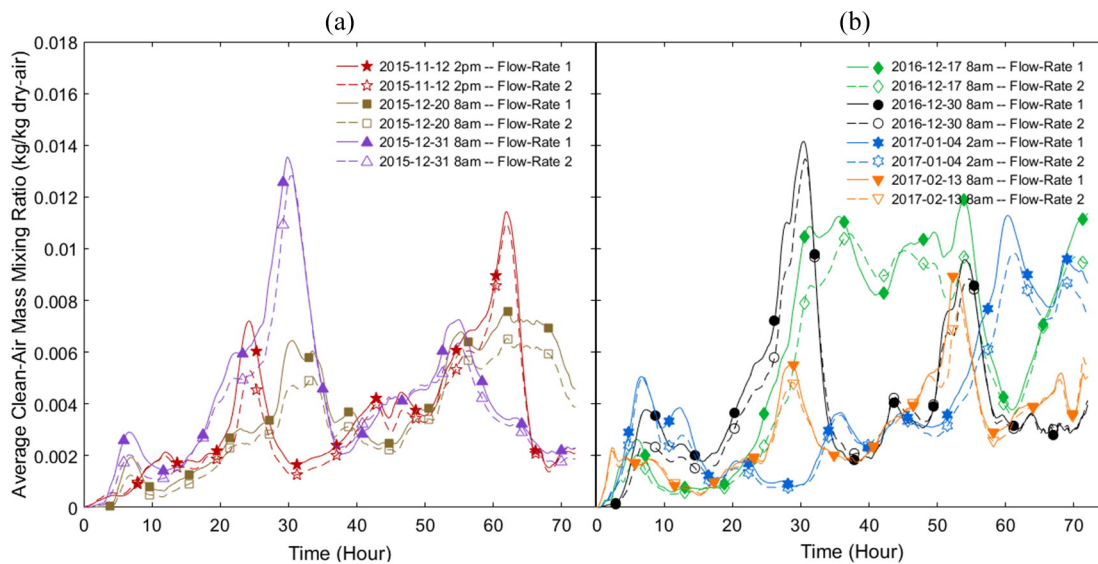 (a)
(b)
Average Clean-Air Mass Mixing Ratio (kg/kg dry-air)
0.018
0.016
0.014
0.012
0.01
0.008
0.006
0.004
0.002
0
2015-11-12 2pm -- Flow-Rate 1
2015-11-12 2pm -- Flow-Rate 2
2015-12-20 8am -- Flow-Rate 1
2015-12-20 8am -- Flow-Rate 2
2015-12-31 8am -- Flow-Rate 1
2015-12-31 8am -- Flow-Rate 2
0 10 20 30 40 50 60 70
Time (Hour)
2016-12-17 8am -- Flow-Rate 1
2016-12-17 8am -- Flow-Rate 2
2016-12-30 8am -- Flow-Rate 1
2016-12-30 8am -- Flow-Rate 2
2017-01-04 2am -- Flow-Rate 1
2017-01-04 2am -- Flow-Rate 2
2017-02-13 8am -- Flow-Rate 1
2017-02-13 8am -- Flow-Rate 2
0 10 20 30 40 50 60 70
Time (Hour)